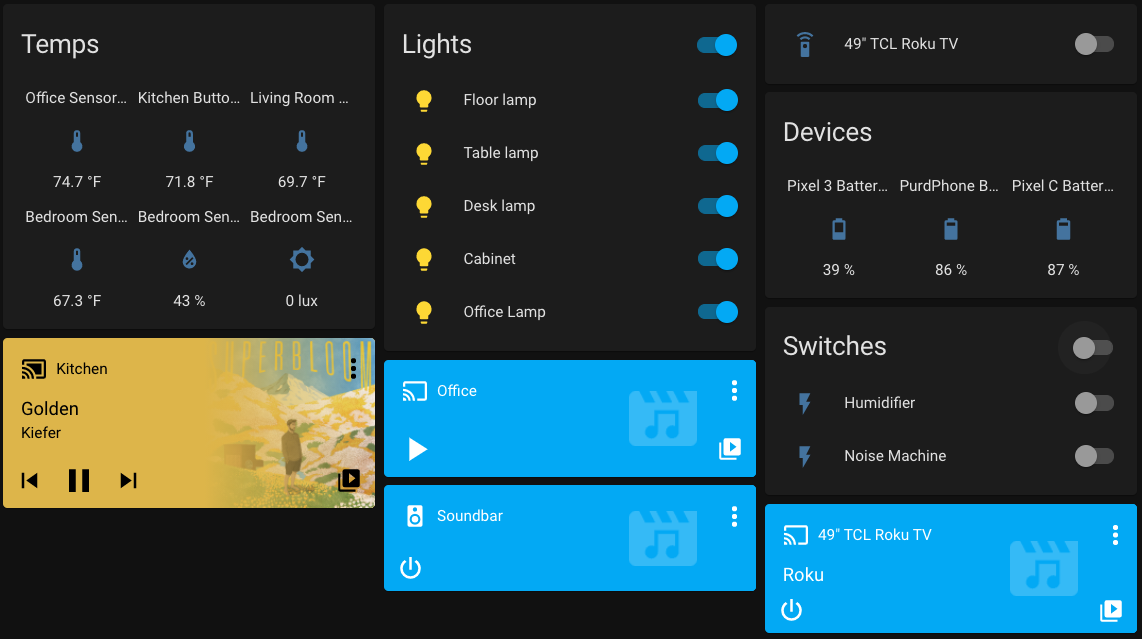 Temps
Office Sensor... Kitchen Butto... Living Room ...
74.7 °F 71.8 °F 69.7 °F
Bedroom Sen... Bedroom Sen... Bedroom Sen...
67.3 °F 43 % 0 lux
Kitchen
Golden
Kiefer
PERBLOOM
Lights
Floor lamp
Table lamp
Desk lamp
Cabinet
Office Lamp
Office
Soundbar
49" TCL Roku TV
Devices
Pixel 3 Batter... PurdPhone B... Pixel C Batter...
39 % 86 % 87 %
Switches
Humidifier
Noise Machine
49" TCL Roku TV
Roku